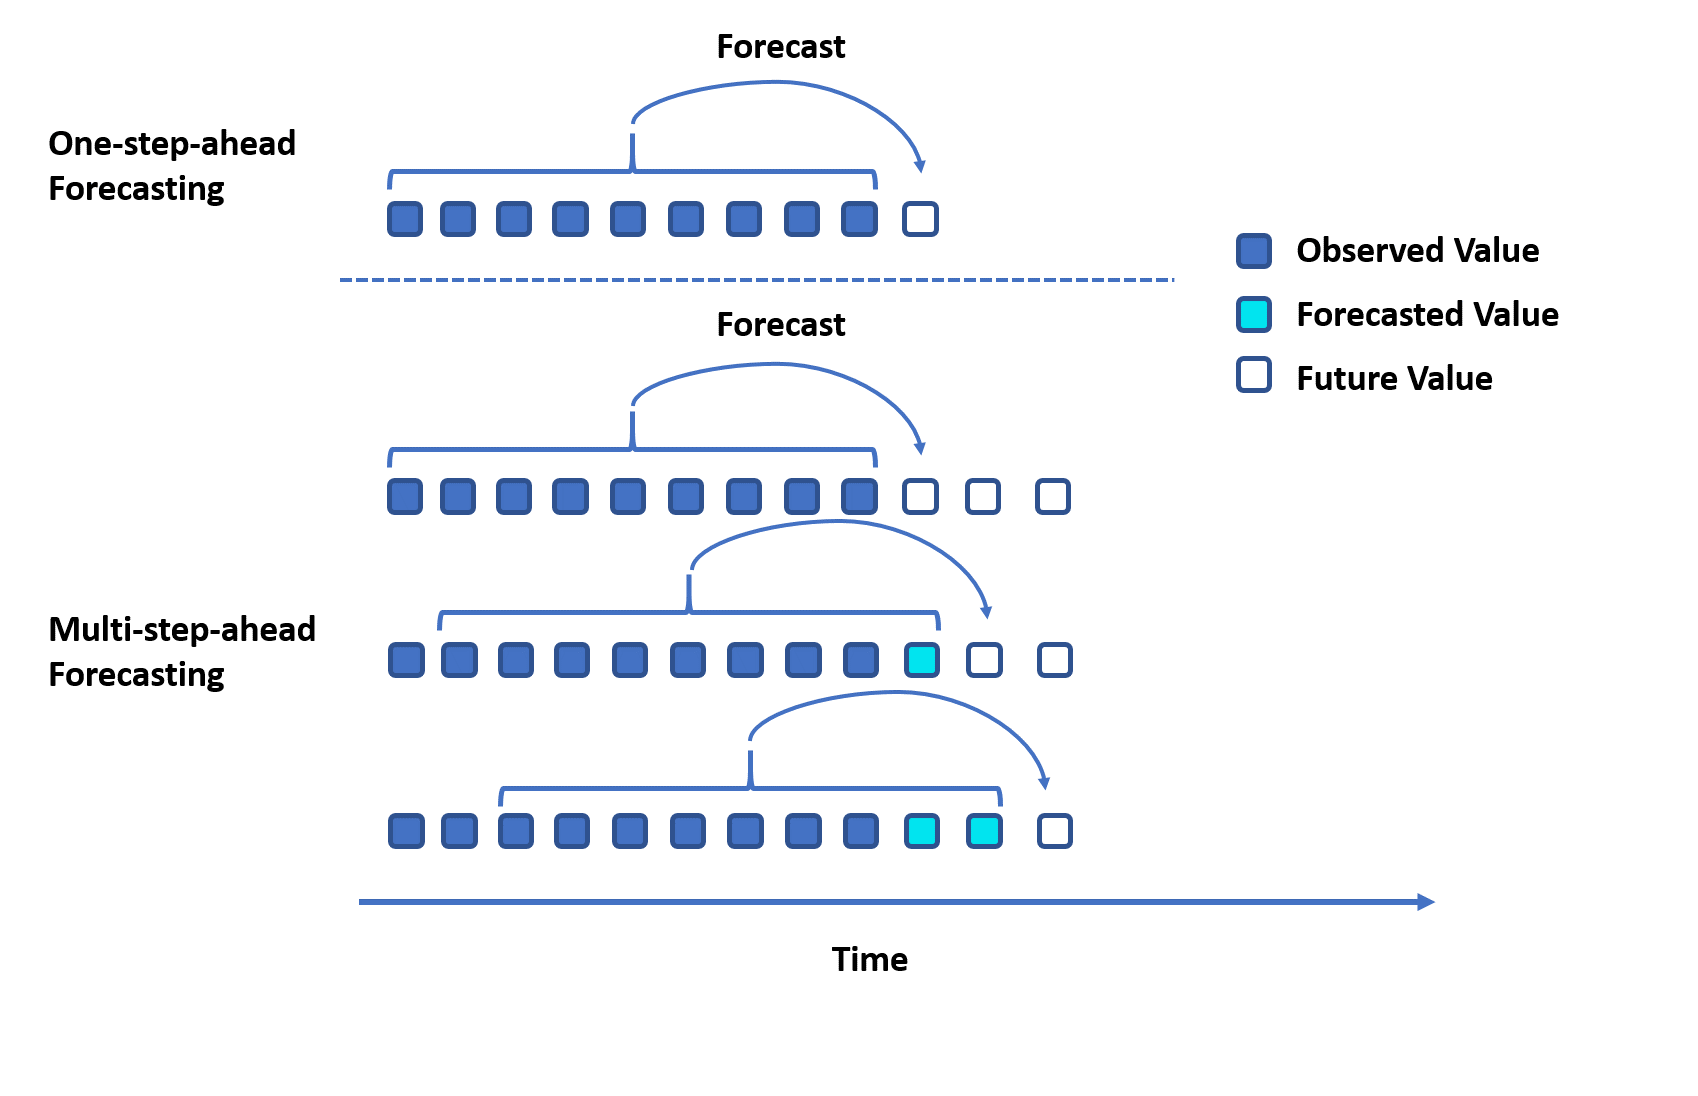 Forecast
One-step-ahead
Forecasting
Observed Value
Forecasted Value
Future Value
Forecast
Multi-step-ahead
Forecasting
Time